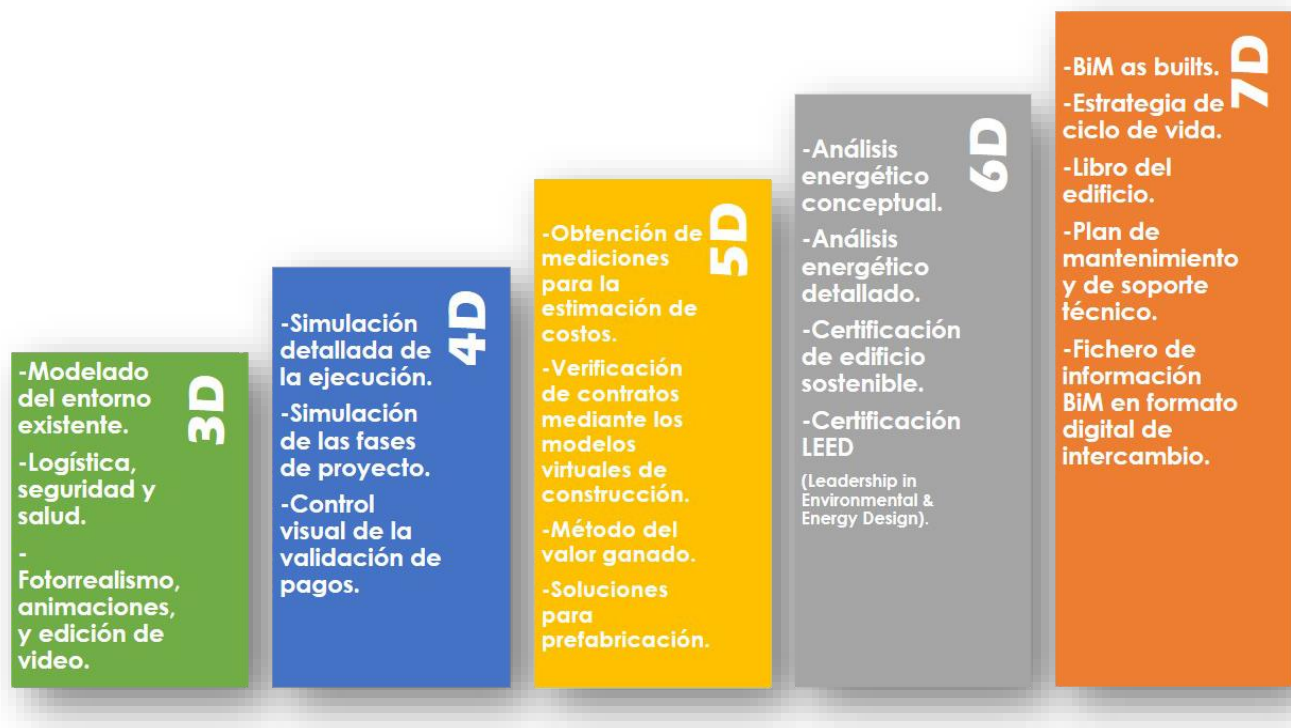 3D
-Modelado
del entorno
existente.
-Logística,
seguridad y
salud.
-
Fotorrealismo,
animaciones,
y edición de
video.
4D
-Simulación
detallada de
la ejecución.
-Simulación
de las fases
de proyecto.
-Control
visual de la
validación de
pagos.
5D
-Obtención de
mediciones
para la
estimación de
costos.
-Verificación
de contratos
mediante los
modelos
virtuales de
construcción.
-Método del
valor ganado.
-Soluciones
para
prefabricación.
6D
-Análisis
energético
conceptual.
-Análisis
energético
detallado.
-Certificación
de edificio
sostenible.
-Certificación
LEED
(Leadership in
Environmental &
Energy Design).
7D
-BiM as builts.
-Estrategia de
ciclo de vida.
-Libro del
edificio.
-Plan de
mantenimiento
y de soporte
técnico.
-Fichero de
información
BiM en formato
digital de
intercambio.